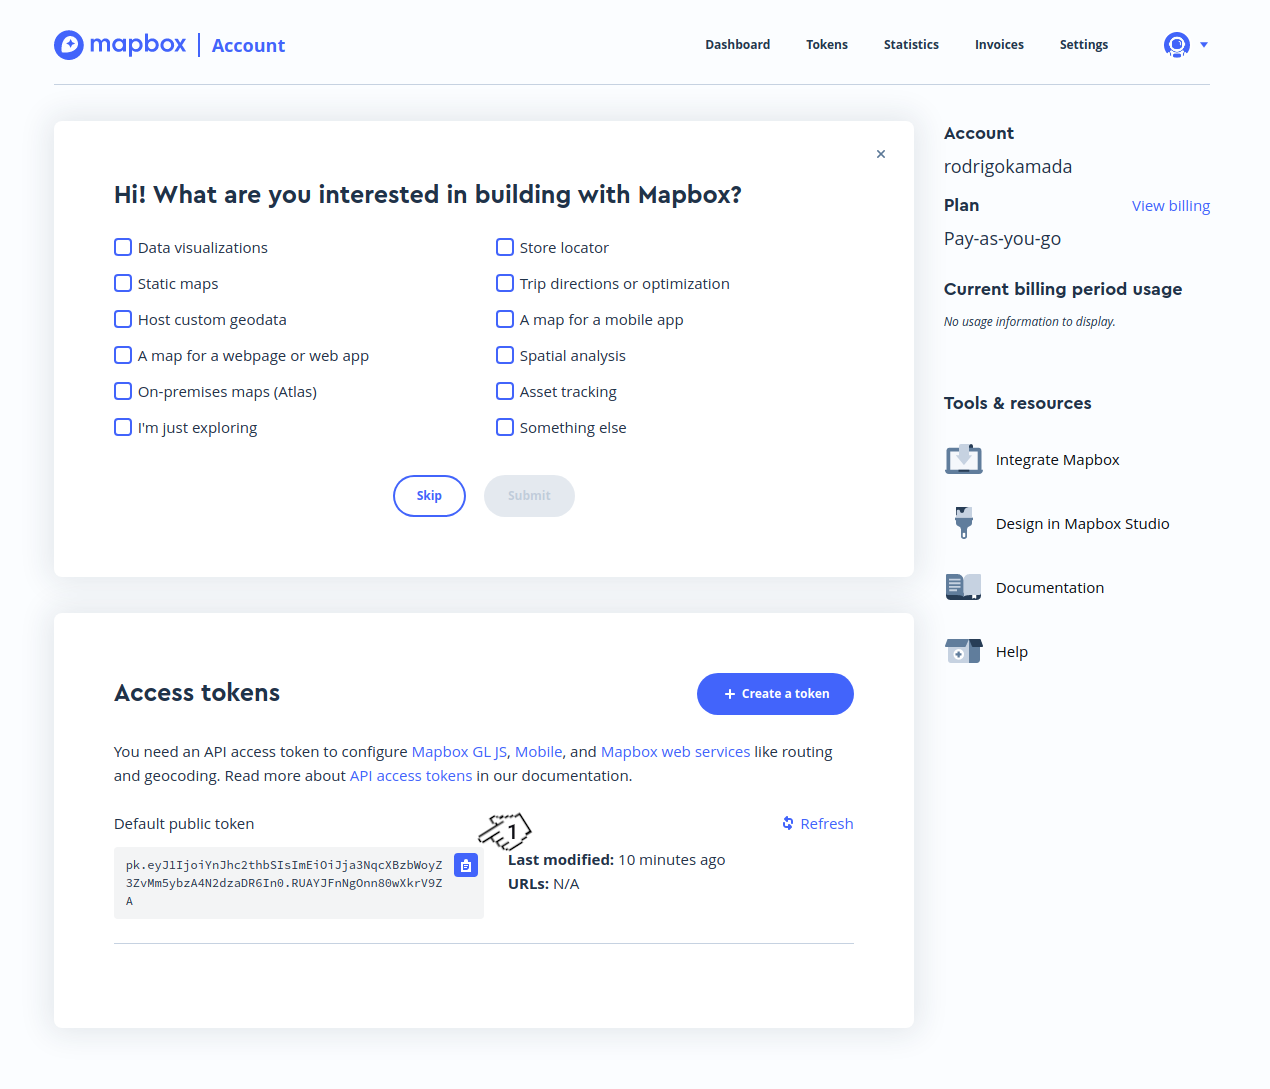 mapbox | Account
Dashboard
Tokens
Statistics
Invoices
Settings
Hi! What are you interested in building with Mapbox?
Data visualizations
Store locator
Static maps
Trip directions or optimization
Host custom geodata
A map for a mobile app
A map for a webpage or web app
Spatial analysis
On-premises maps (Atlas)
Asset tracking
I'm just exploring
Something else
Skip
Submit
Access tokens
+ Create a token
You need an API access token to configure Mapbox GL JS, Mobile, and Mapbox web services like routing
and geocoding. Read more about API access tokens in our documentation.
Default public token
Refresh
1
pk.eyJ1IjoiYnJhc2thbSIsImEiOiJja3NqcXBzbWoyZ
3ZvMm5ybzA4N2dzaDR6In0.RUAYJFnNgOnn80wXkrV9Z
A
Last modified: 10 minutes ago
URLs: N/A
Account
rodrigokamada
Plan
View billing
Pay-as-you-go
Current billing period usage
No usage information to display.
Tools & resources
Integrate Mapbox
Design in Mapbox Studio
Documentation
Help